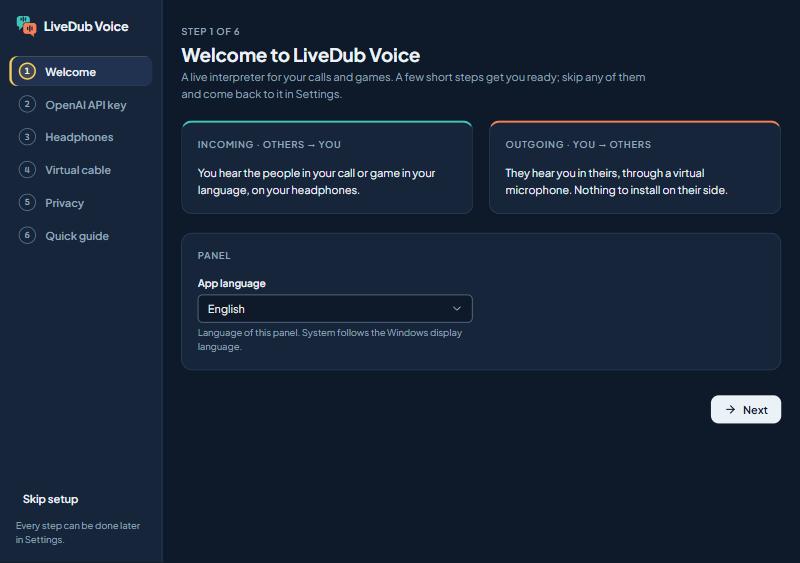 LiveDub Voice
1 Welcome
2 OpenAI API key
3 Headphones
4 Virtual cable
5 Privacy
6 Quick guide
Skip setup
Every step can be done later
in Settings.
STEP 1 OF 6
Welcome to LiveDub Voice
A live interpreter for your calls and games. A few short steps get you ready; skip any of them
and come back to it in Settings.
INCOMING · OTHERS → YOU
You hear the people in your call or game in your
language, on your headphones.
OUTGOING · YOU → OTHERS
They hear you in theirs, through a virtual
microphone. Nothing to install on their side.
PANEL
App language
English
Language of this panel. System follows the Windows display
language.
→ Next